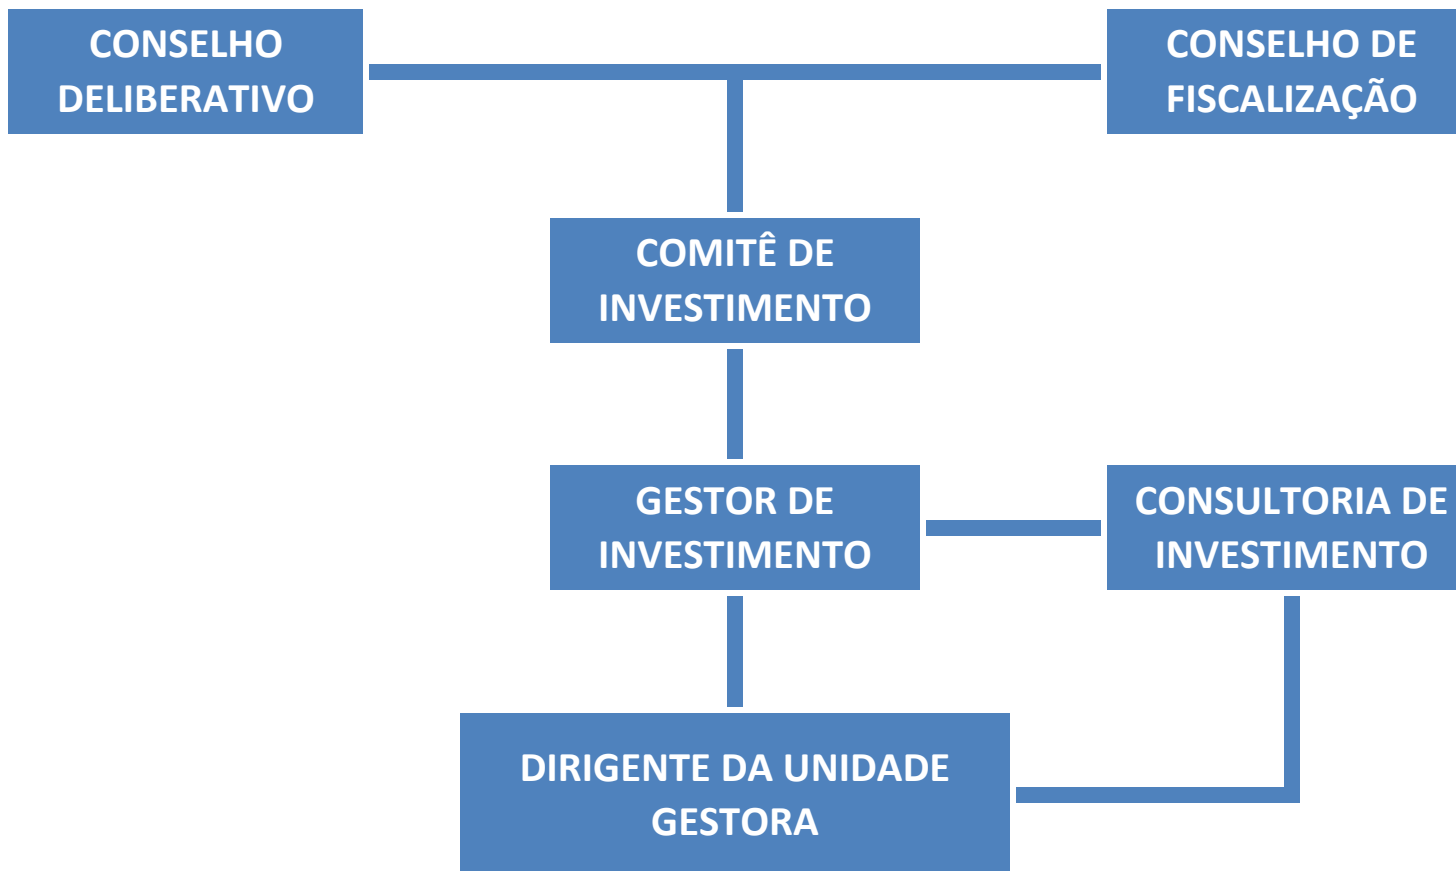 CONSELHO
DELIBERATIVO
CONSELHO DE
FISCALIZAÇÃO
COMITÊ DE
INVESTIMENTO
GESTOR DE
INVESTIMENTO
CONSULTORIA DE
INVESTIMENTO
DIRIGENTE DA UNIDADE
GESTORA